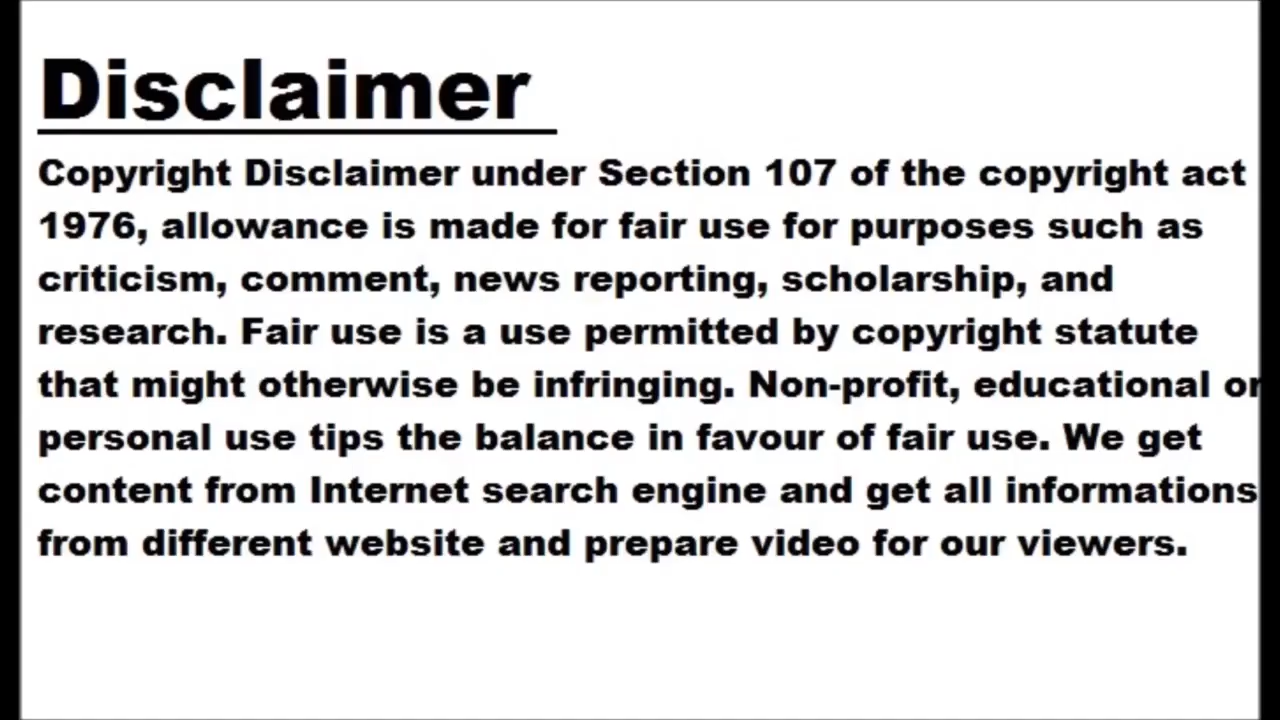 Disclaimer
Copyright Disclaimer under Section 107 of the copyright act
1976, allowance is made for fair use for purposes such as
criticism, comment, news reporting, scholarship, and
research. Fair use is a use permitted by copyright statute
that might otherwise be infringing. Non-profit, educational or
personal use tips the balance in favour of fair use. We get
content from Internet search engine and get all informations
from different website and prepare video for our viewers.